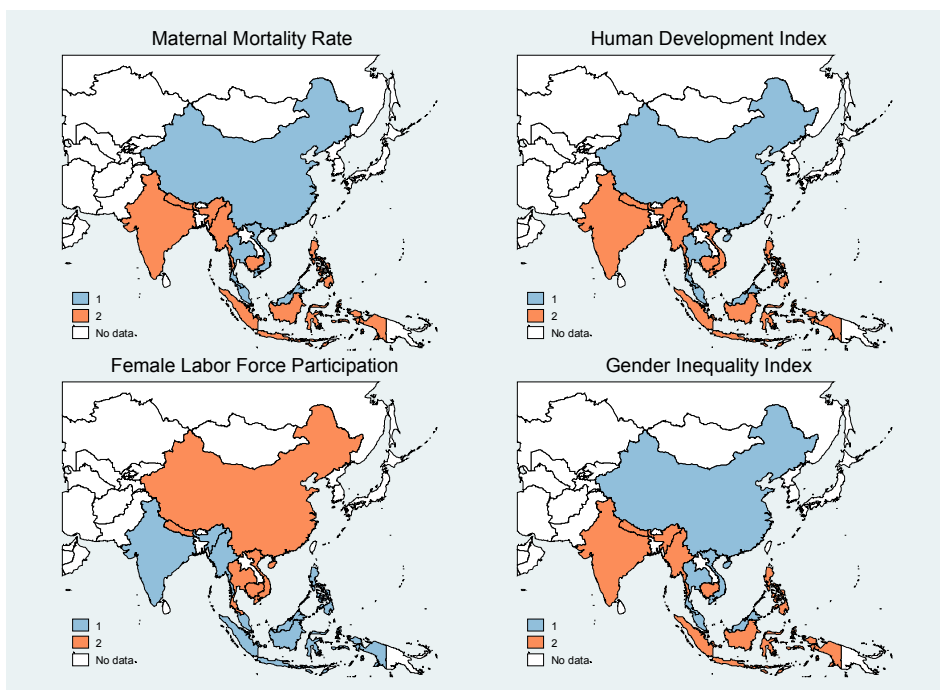 Maternal Mortality Rate
1
2
No data
Human Development Index
1
2
No data
Female Labor Force Participation
1
2
No data
Gender Inequality Index
1
2
No data